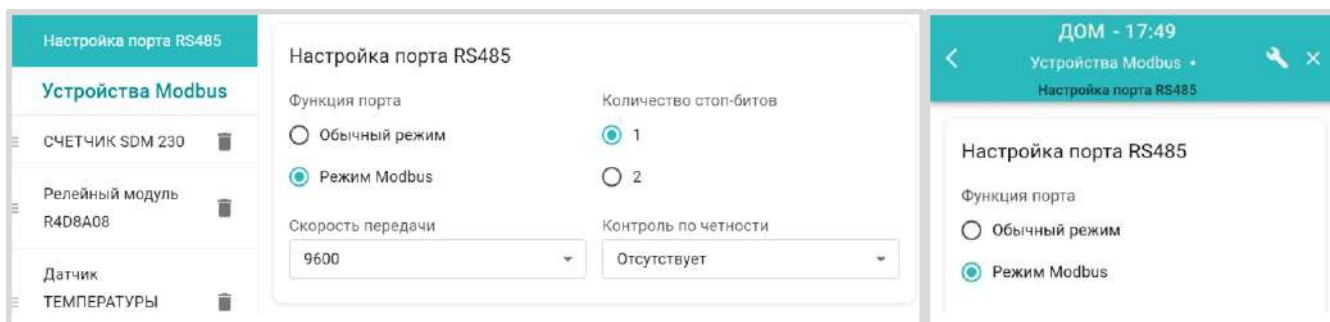 Настройка порта RS485
Устройства Modbus
СЧЕТЧИК SDM 230
Релейный модуль
R4D8A08
Датчик
ТЕМПЕРАТУРЫ
Настройка порта RS485
Функция порта
Обычный режим
Режим Modbus
Количество стоп-битов
1
2
Скорость передачи
9600
Контроль по четности
Отсутствует
ДОМ - 17:49
Устройства Modbus •
Настройка порта RS485
Настройка порта RS485
Функция порта
Обычный режим
Режим Modbus